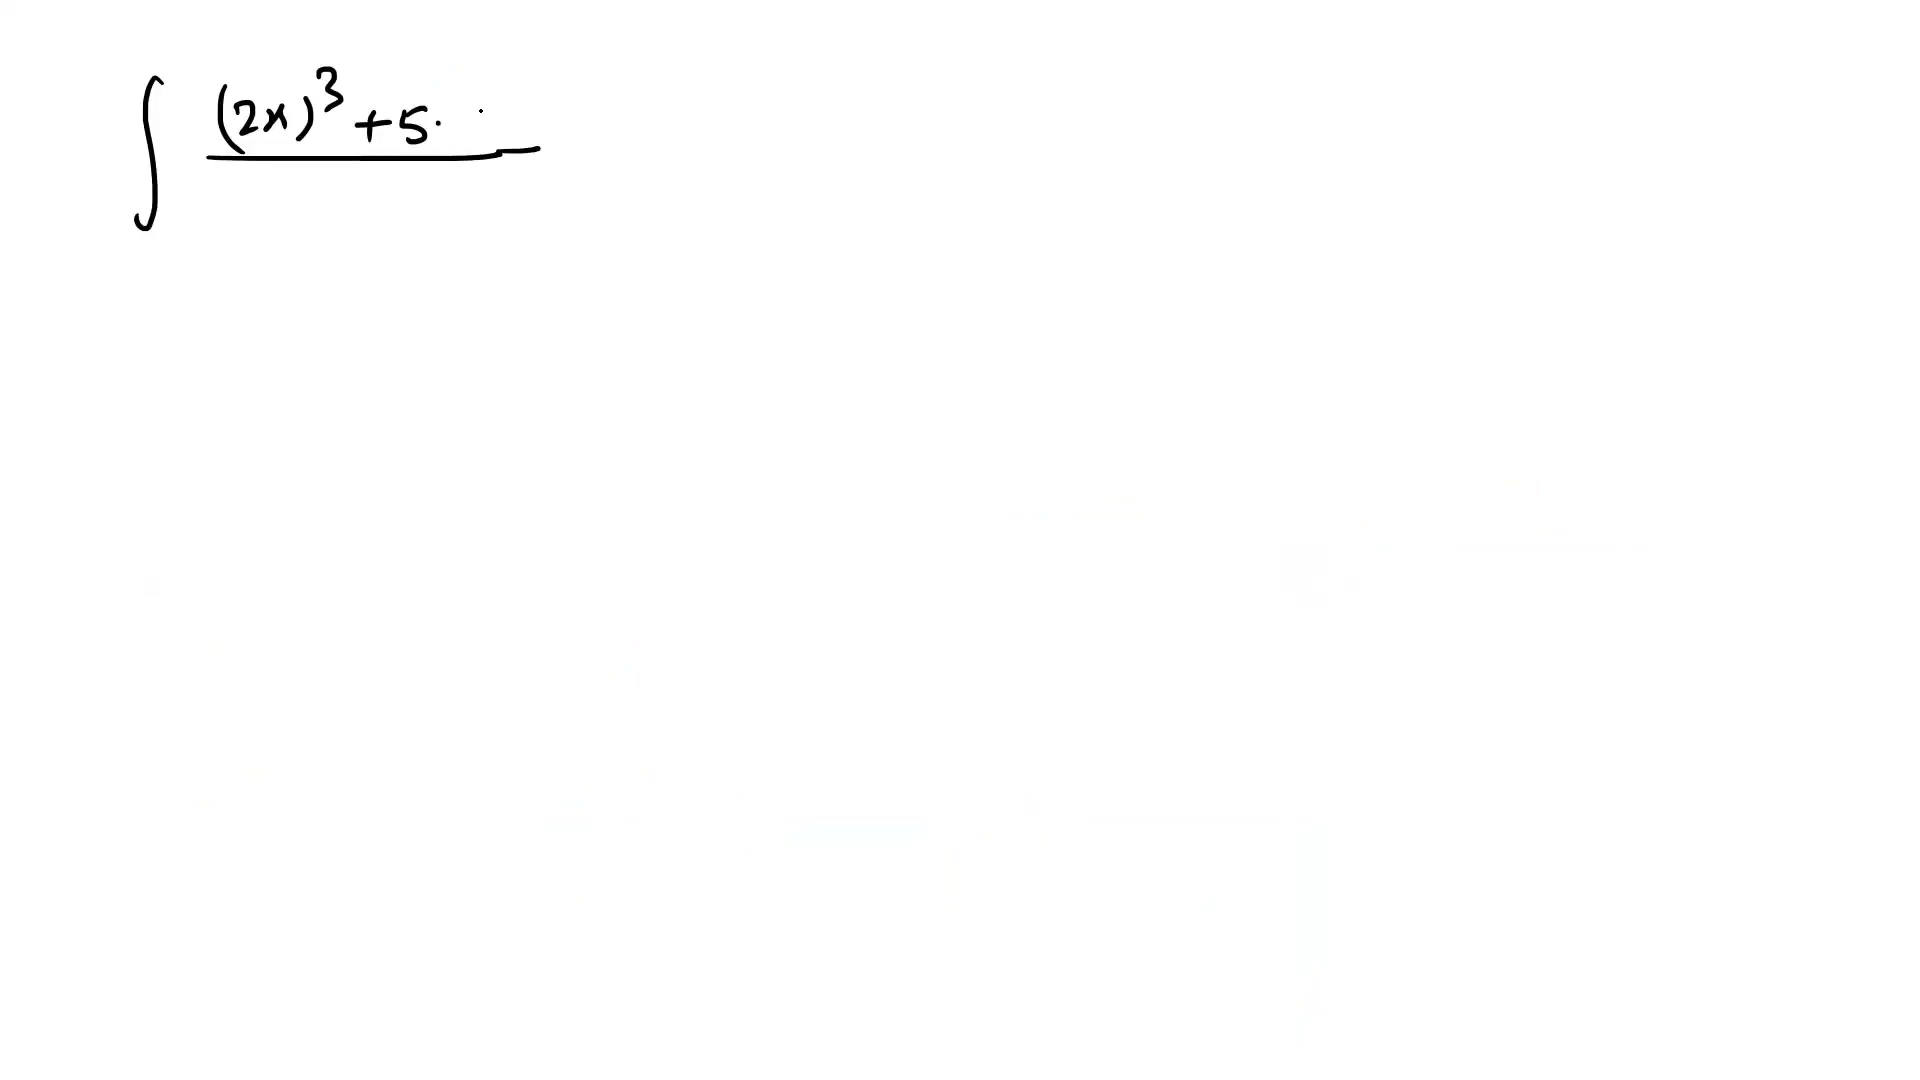 ∫ (2x)³ + 5 ·